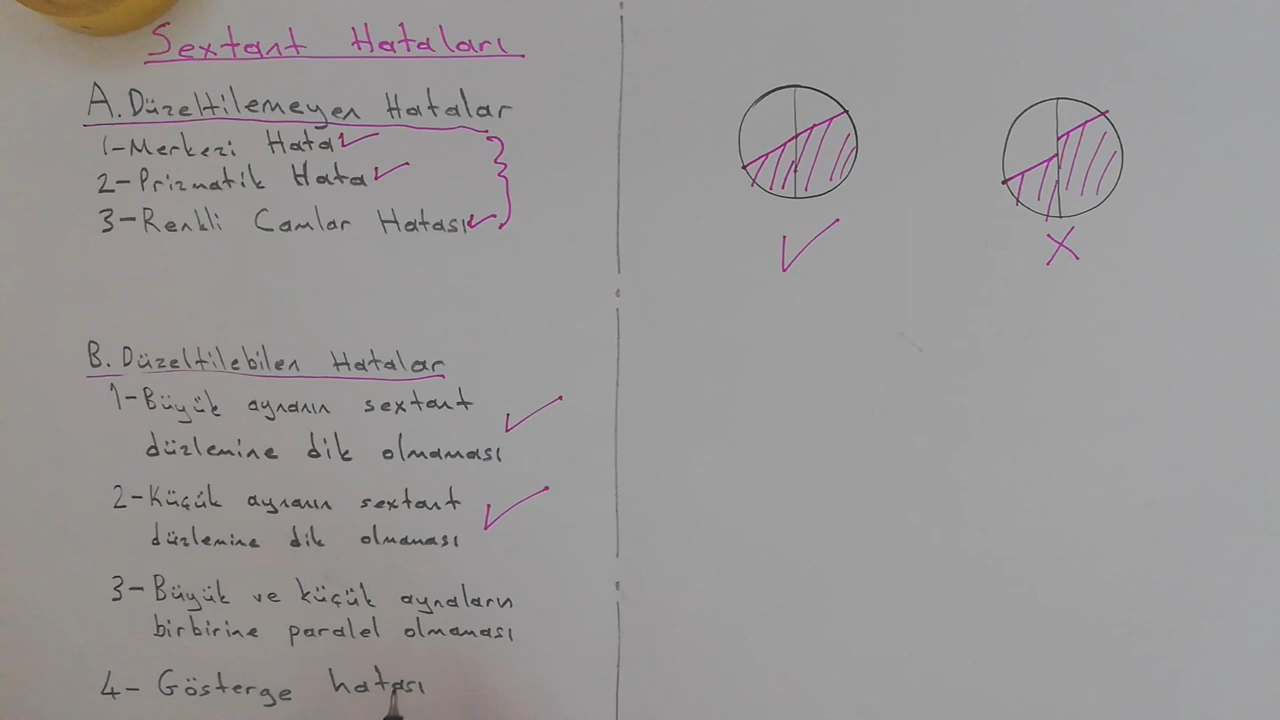 Sextant Hataları
A. Düzeltilemeyen Hatalar
1-Merkezi Hata
2-Prizmatik Hata
3-Renkli Camlar Hatası
B. Düzeltilebilen Hatalar
1-Büyük aynanın sextant
düzlemine dik olmaması
2-Küçük aynanın sextant
düzlemine dik olmaması
3-Büyük ve küçük aynaların
birbirine paralel olmaması
4- Gösterge hatası